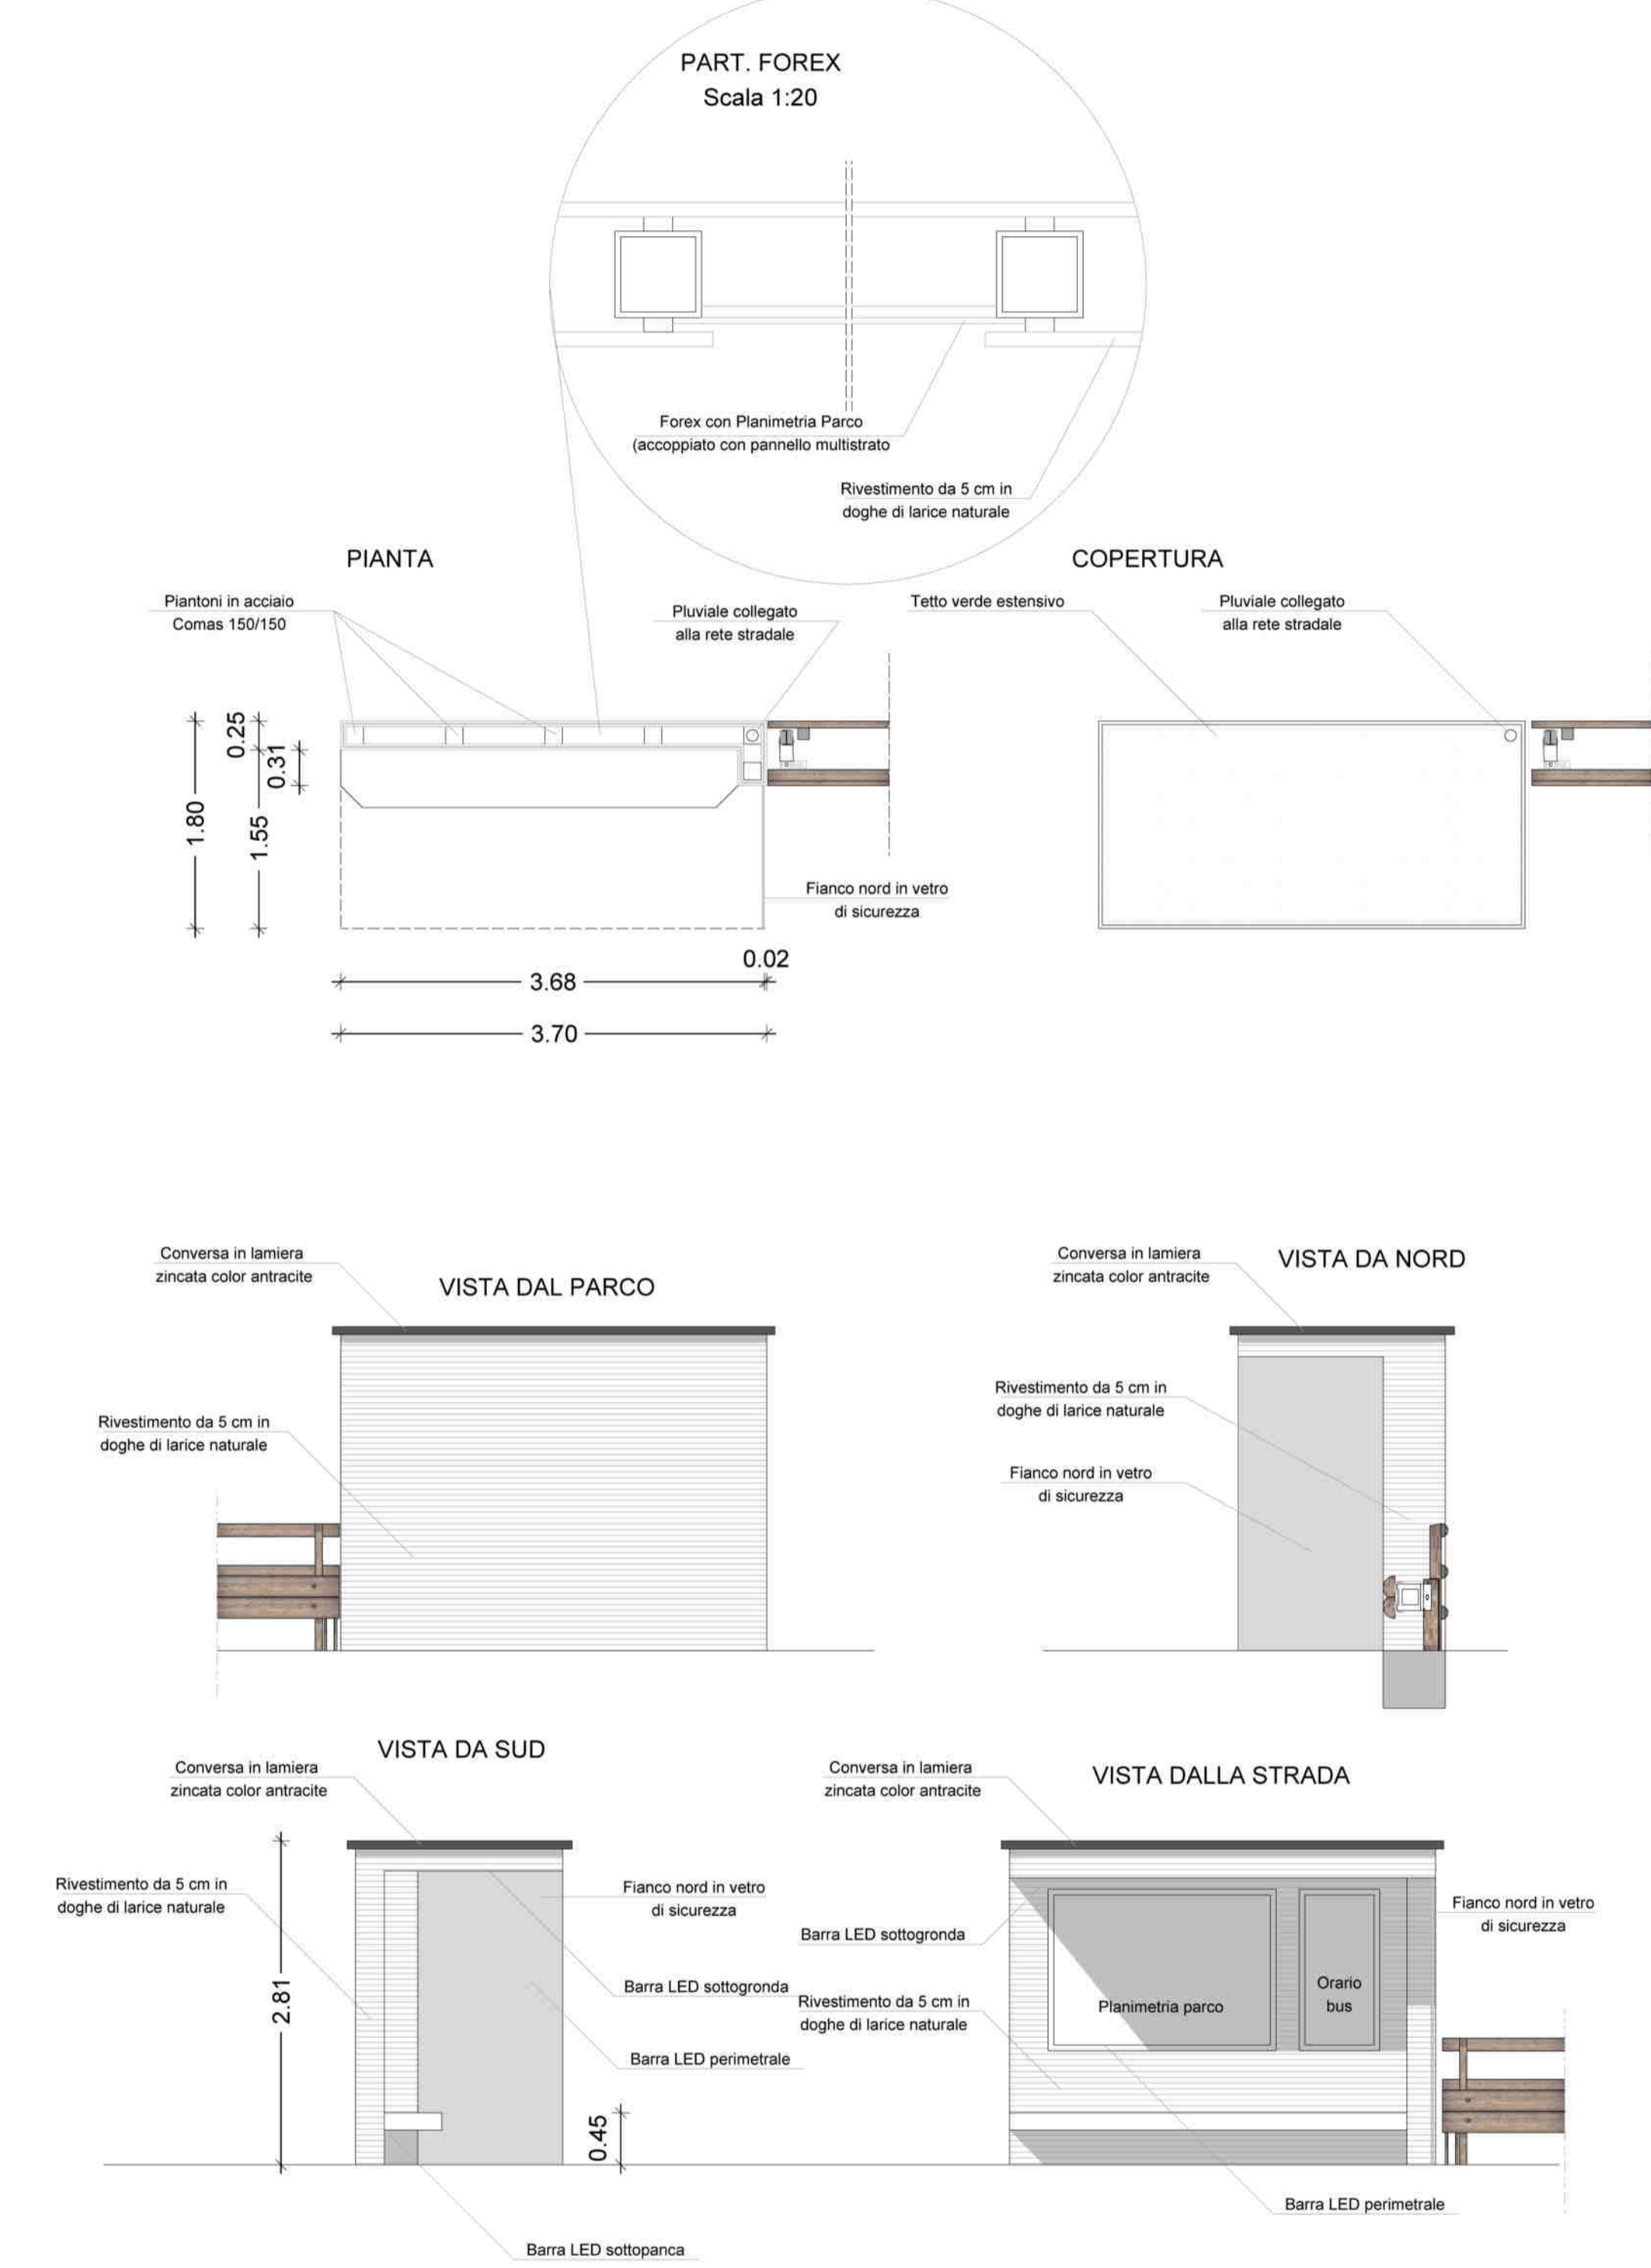 PART. FOREX
Scala 1:20
Forex con Planimetria Parco
(accoppiato con pannello multistrato
Rivestimento da 5 cm in
doghe di larice naturale
PIANTA
COPERTURA
Piantoni in acciaio
Comas 150/150
Pluviale collegato
alla rete stradale
Tetto verde estensivo
Pluviale collegato
alla rete stradale
1.80
0.25
1.55
0.31
Fianco nord in vetro
di sicurezza
0.02
3.68
3.70
Conversa in lamiera
zincata color antracite
VISTA DAL PARCO
Rivestimento da 5 cm in
doghe di larice naturale
Conversa in lamiera
zincata color antracite
VISTA DA NORD
Rivestimento da 5 cm in
doghe di larice naturale
Fianco nord in vetro
di sicurezza
VISTA DA SUD
Conversa in lamiera
zincata color antracite
Rivestimento da 5 cm in
doghe di larice naturale
2.81
Fianco nord in vetro
di sicurezza
Barra LED sottogronda
Barra LED perimetrale
0.45
Barra LED sottopanca
VISTA DALLA STRADA
Conversa in lamiera
zincata color antracite
Barra LED sottogronda
Rivestimento da 5 cm in
doghe di larice naturale
Planimetria parco
Orario
bus
Fianco nord in vetro
di sicurezza
Barra LED perimetrale